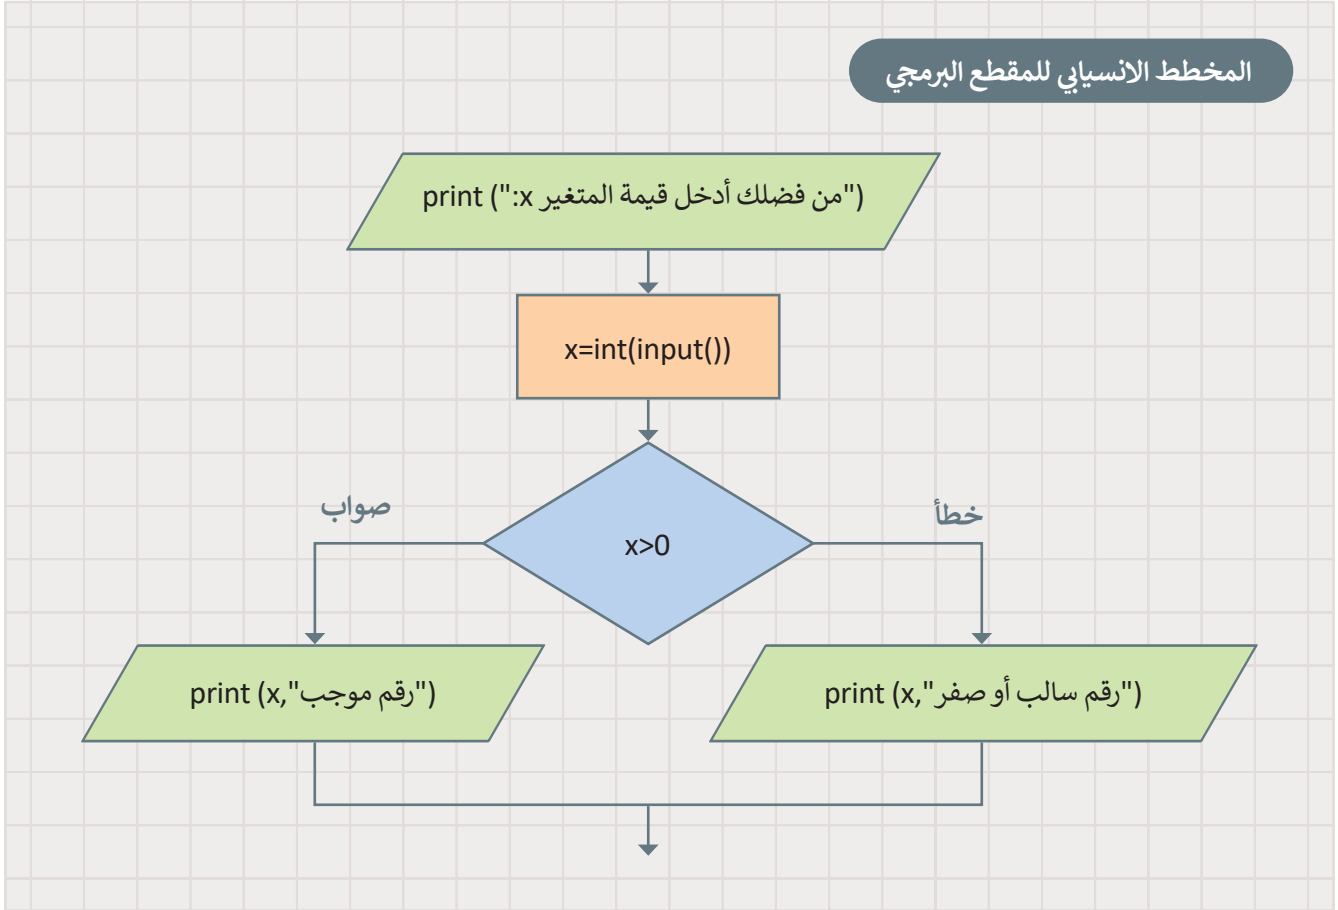 المخطط الانسيابي للمقطع البرمجي
print ("من فضلك أدخل قيمة المتغير x:")
x=int(input())
x>0
خطأ
صواب
print (x,"رقم سالب أو صفر")
print (x,"رقم موجب")